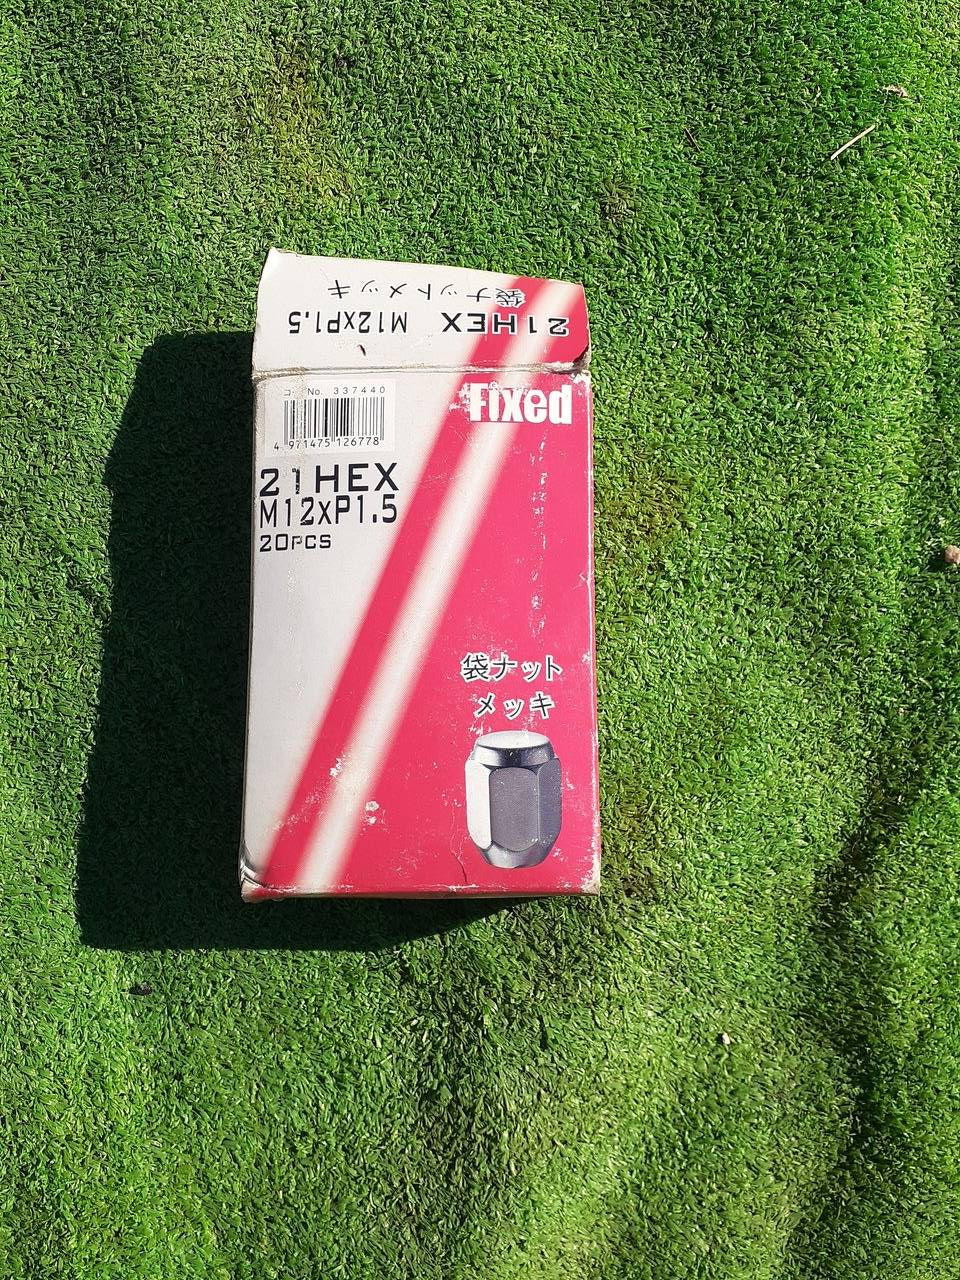 袋ナットメッキ
21HEX M12xP1.5
No. 337440
4 971475 126778
Fixed
21HEX
M12xP1.5
20PCS
袋ナット
メッキ